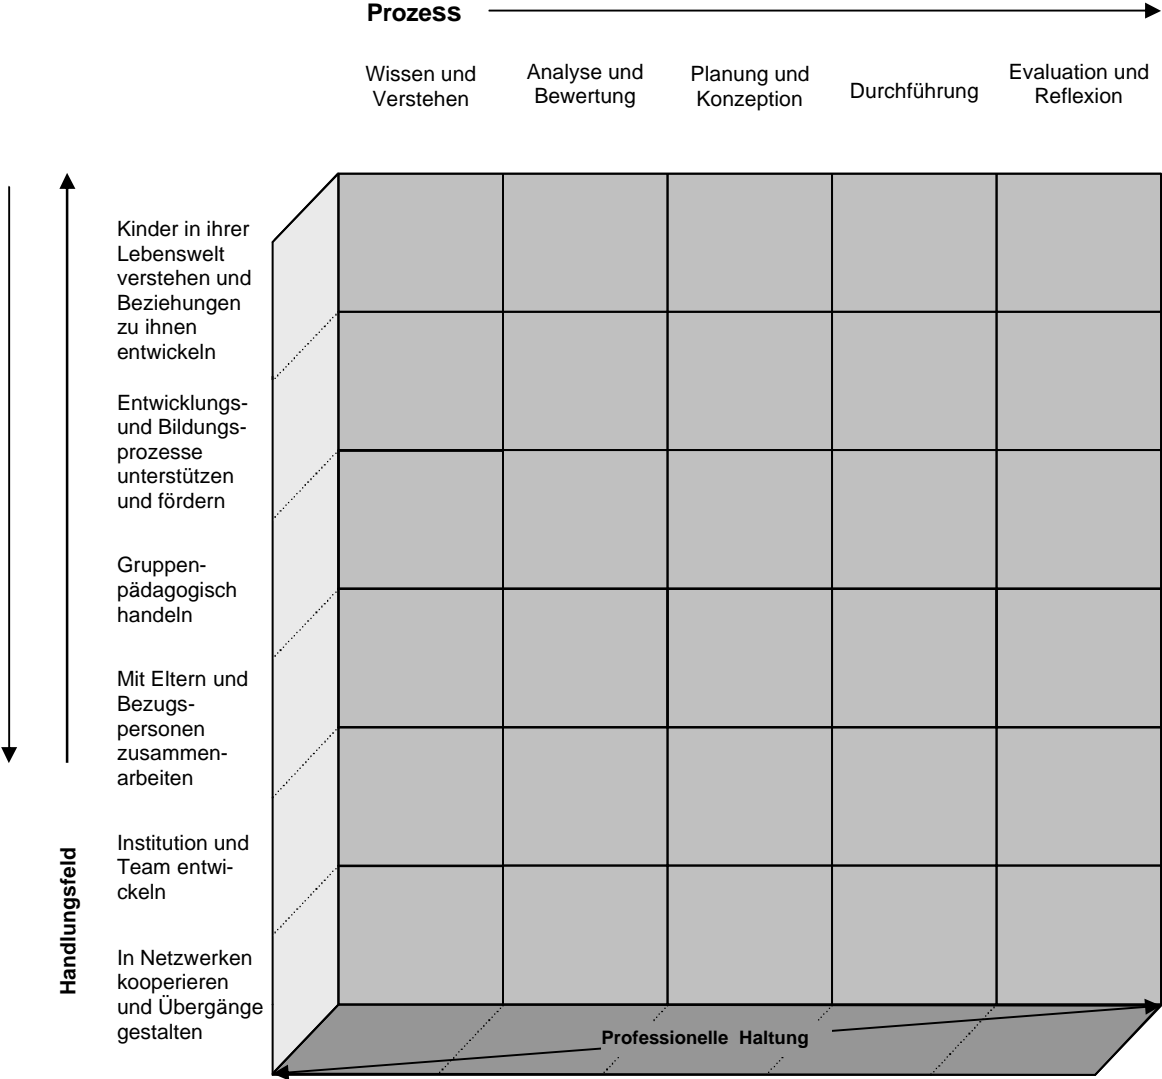 Prozess
Wissen und
Verstehen
Analyse und
Bewertung
Planung und
Konzeption
Durchführung
Evaluation und
Reflexion
Kinder in ihrer
Lebenswelt
verstehen und
Beziehungen
zu ihnen
entwickeln
Entwicklungs-
und Bildungs-
prozesse
unterstützen
und fördern
Gruppen-
pädagogisch
handeln
Mit Eltern und
Bezugs-
personen
zusammen-
arbeiten
Institution und
Team entwi-
ckeln
In Netzwerken
kooperieren
und Übergänge
gestalten
Handlungsfeld
Professionelle Haltung